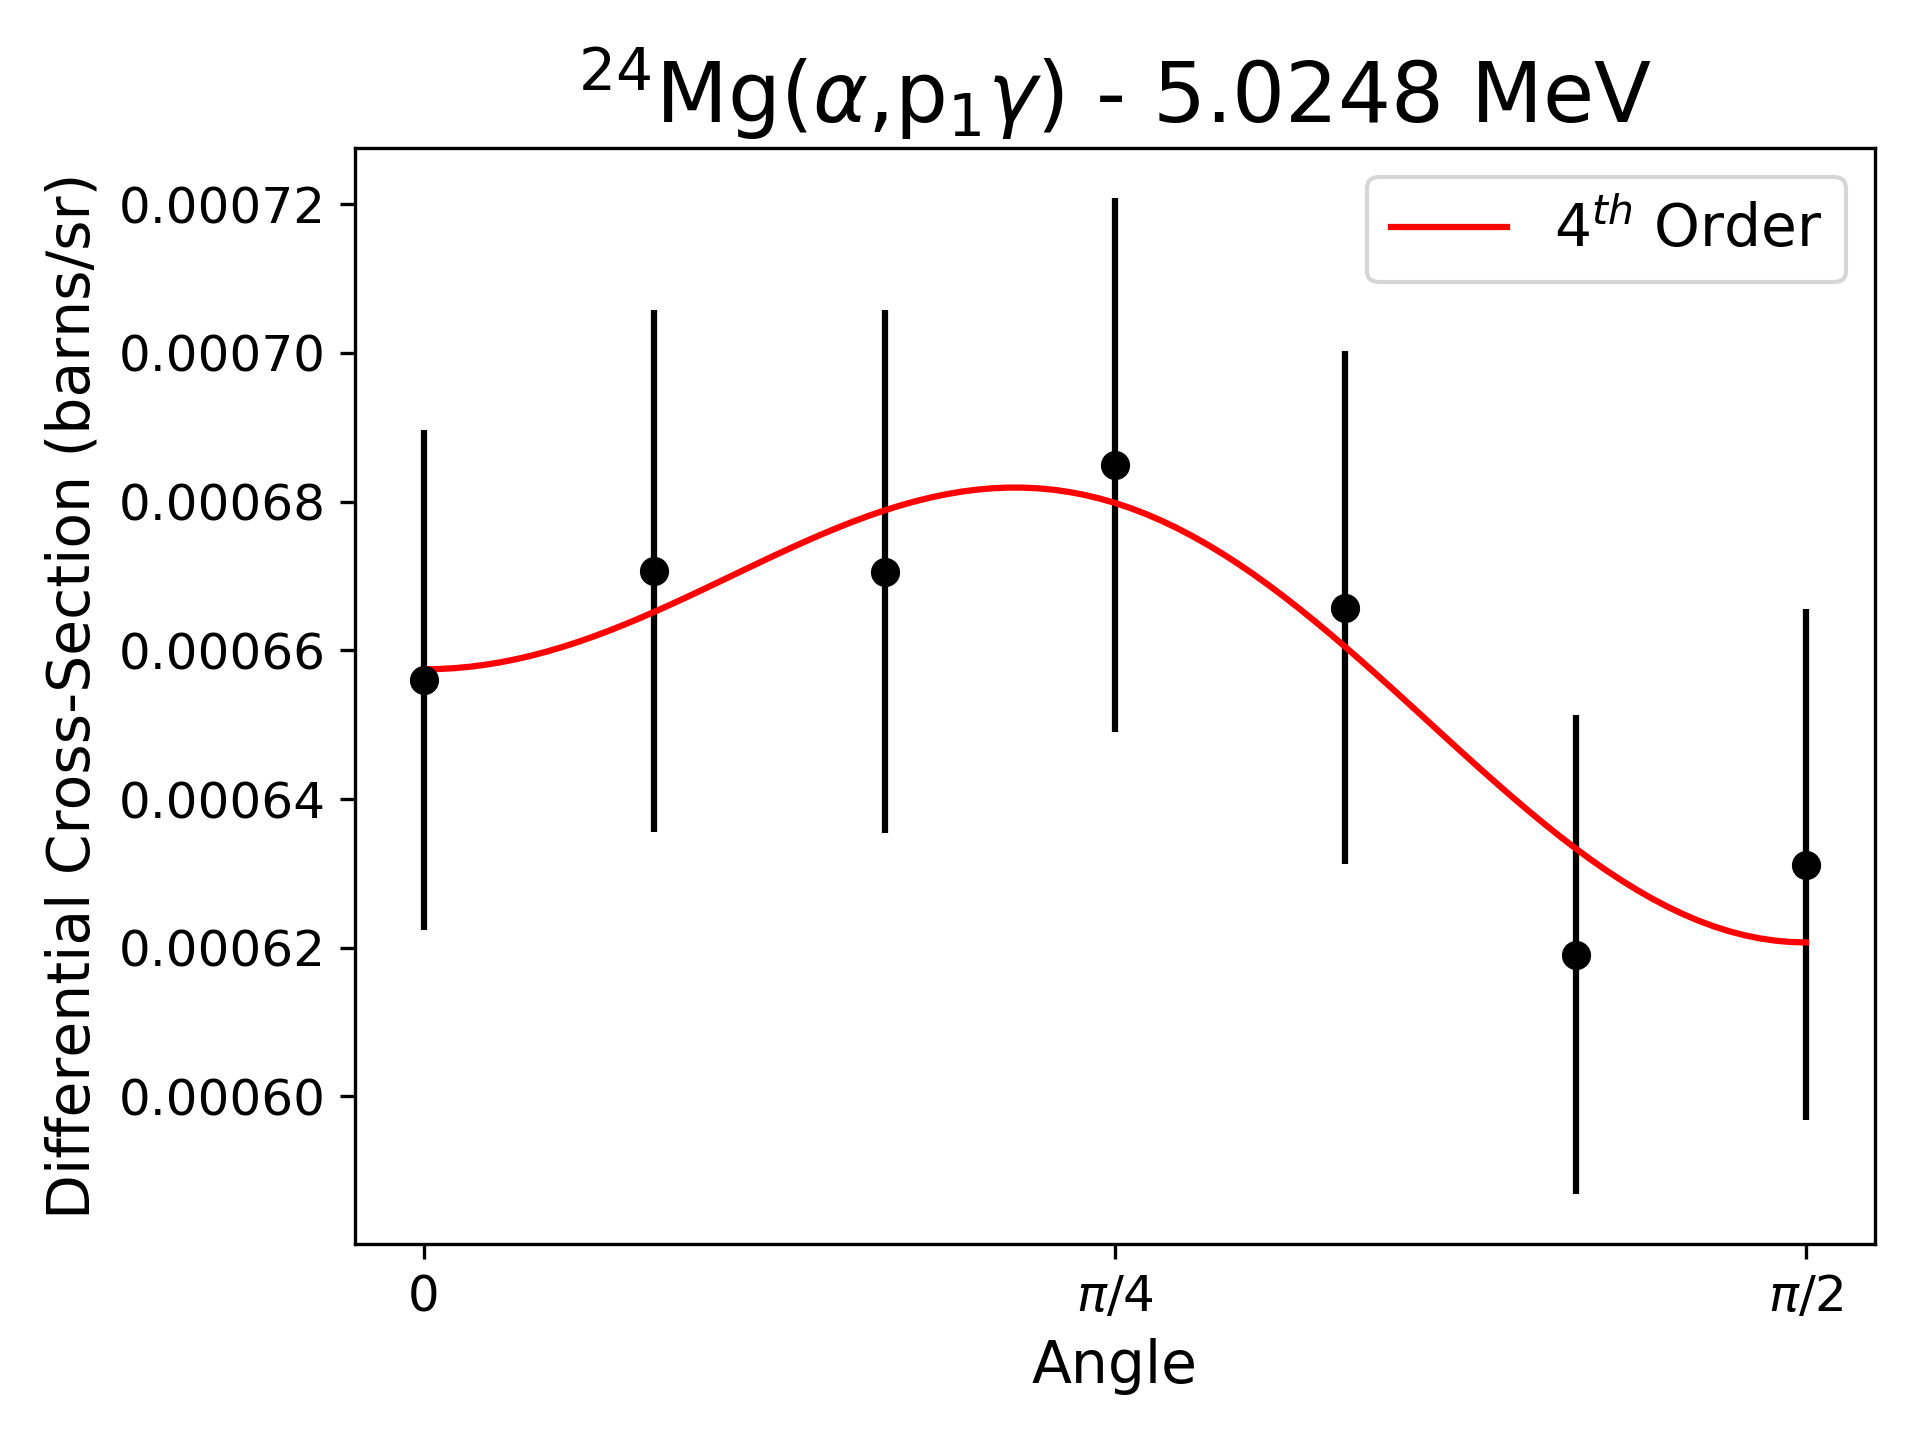 ²⁴Mg(α,p₁γ) - 5.0248 MeV
4ᵗʰ Order
Differential Cross-Section (barns/sr)
0.00072
0.00070
0.00068
0.00066
0.00064
0.00062
0.00060
0 π/4 π/2
Angle